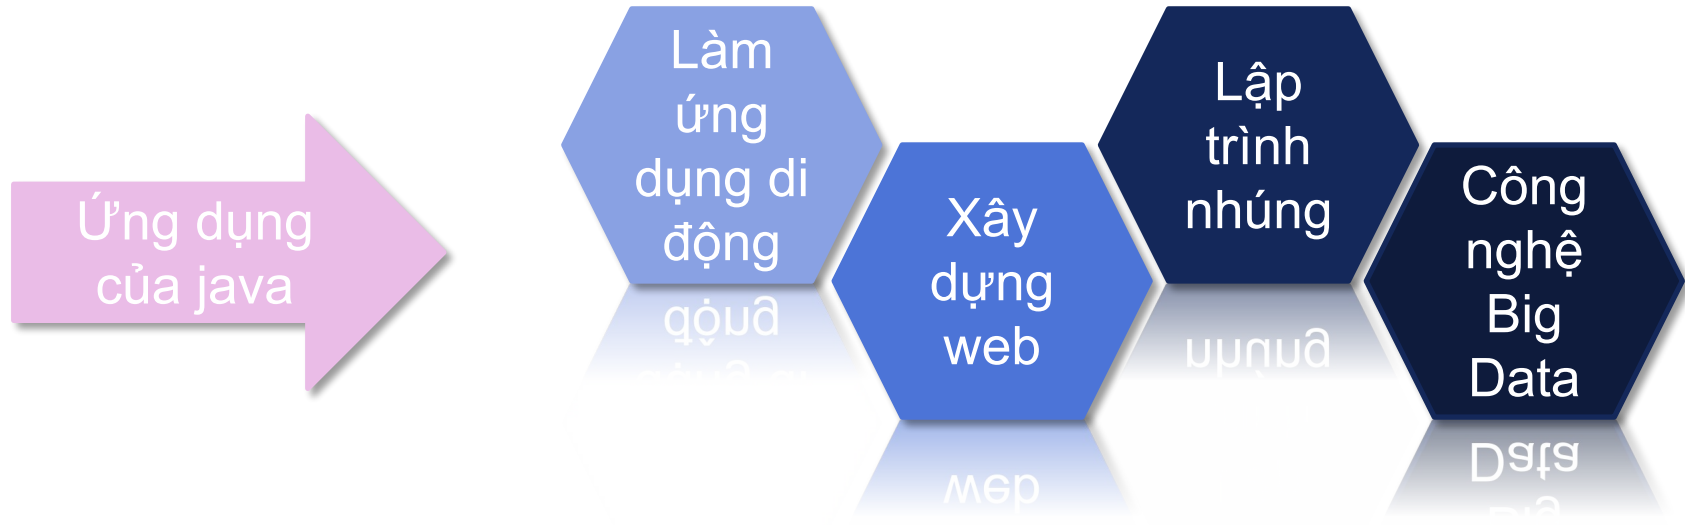 Ứng dụng
của java
Làm
ứng
dụng di
động
Xây
dựng
web
Lập
trình
nhúng
Công
nghệ
Big
Data